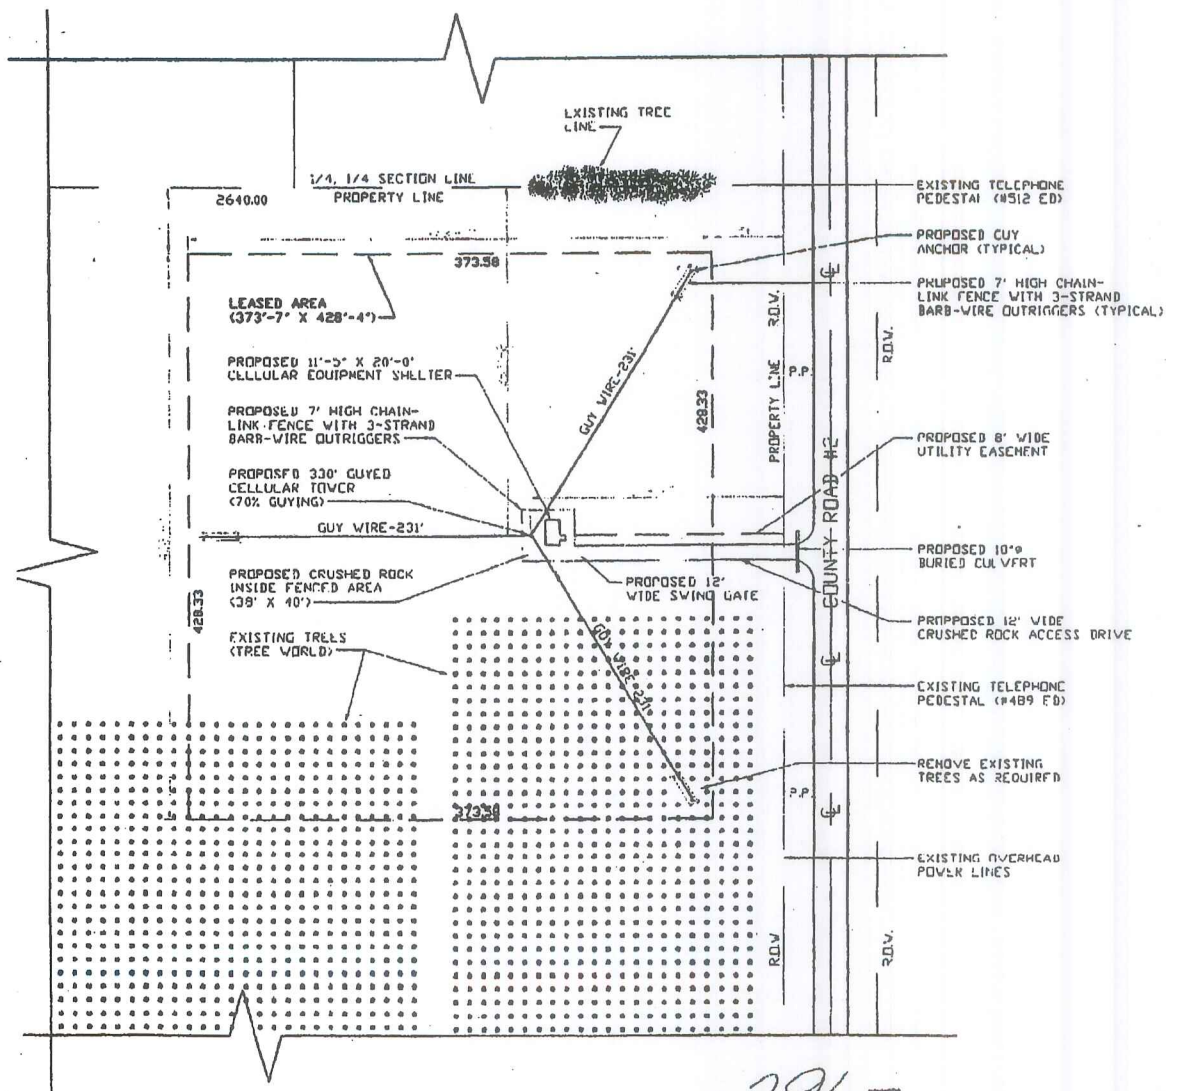 EXISTING TREE
LINE
1/4, 1/4 SECTION LINE
2640.00
PROPERTY LINE
EXISTING TELEPHONE
PEDESTAL (#512 ED)
PROPOSED GUY
ANCHOR (TYPICAL)
373.58
PROPOSED 7' HIGH CHAIN-
LINK FENCE WITH 3-STRAND
BARB-WIRE OUTRIGGERS (TYPICAL)
LEASED AREA
(373'-7" X 428'-4")
R.O.W.
R.O.W.
PROPERTY LINE
P.P.
PROPOSED 11'-5" X 20'-0"
CELLULAR EQUIPMENT SHELTER
GUY WIRE-231'
428.33
PROPOSED 7' HIGH CHAIN-
LINK FENCE WITH 3-STRAND
BARB-WIRE OUTRIGGERS
PROPOSED 8' WIDE
UTILITY EASEMENT
COUNTY ROAD #2
PROPOSED 330' GUYED
CELLULAR TOWER
(70% GUYING)
GUY WIRE-231'
PROPOSED 10"ø
BURIED CULVERT
PROPOSED CRUSHED ROCK
INSIDE FENCED AREA
(38' X 40')
PROPOSED 12'
WIDE SWING GATE
428.33
PROPPOSED 12' WIDE
CRUSHED ROCK ACCESS DRIVE
EXISTING TREES
(TREE WORLD)
GUY WIRE-231'
EXISTING TELEPHONE
PEDESTAL (#489 ED)
REMOVE EXISTING
TREES AS REQUIRED
P.P.
373.58
EXISTING OVERHEAD
POWER LINES
R.O.W
R.O.W.